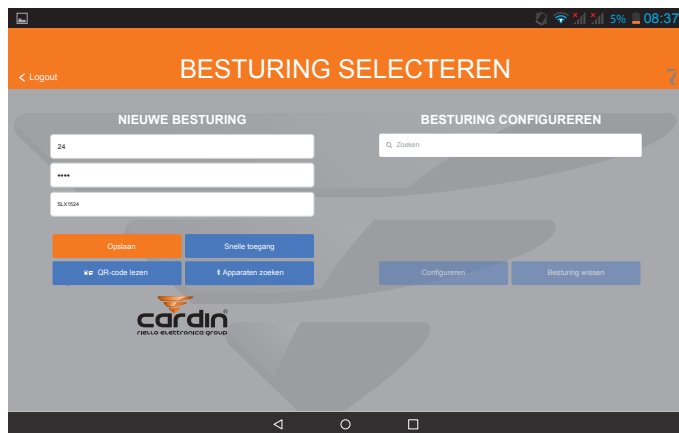 5% 08:37
Logout
BESTURING SELECTEREN
NIEUWE BESTURING
24
••••
SLX1524
Opslaan
Snelle toegang
QR-code lezen
Apparaten zoeken
cardin®
riello elettronica group
BESTURING CONFIGUREREN
Zoeken
Configureren
Besturing wissen